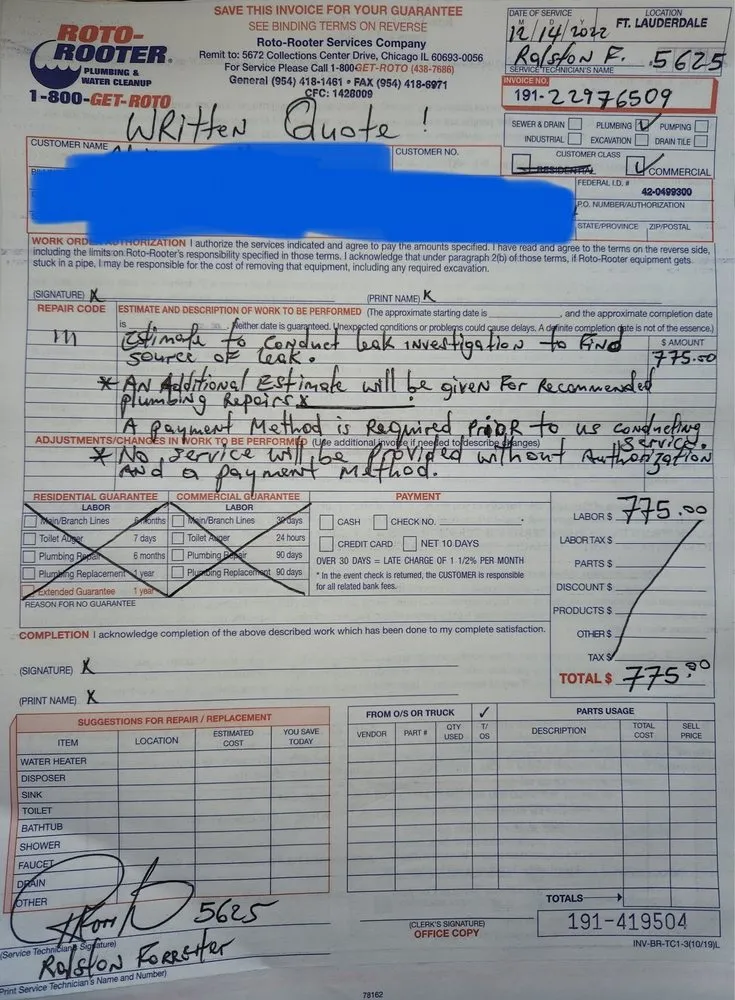 SAVE THIS INVOICE FOR YOUR GUARANTEE
SEE BINDING TERMS ON REVERSE
ROTO-ROOTER®
PLUMBING & WATER CLEANUP
1-800-GET-ROTO
Roto-Rooter Services Company
Remit to: 5672 Collections Center Drive, Chicago IL 60693-0056
For Service Please Call 1-800-GET-ROTO (438-7686)
General (954) 418-1461 • FAX (954) 418-6971
CFC: 1428009
DATE OF SERVICE
M D Y
12/14/2022
LOCATION
FT. LAUDERDALE
Ralston F. 5625
SERVICE TECHNICIAN'S NAME
INVOICE NO.
191-22976509
Written Quote!
SEWER & DRAIN PLUMBING PUMPING
INDUSTRIAL EXCAVATION DRAIN TILE
CUSTOMER CLASS
RESIDENTIAL COMMERCIAL
CUSTOMER NAME
CUSTOMER NO.
FEDERAL I.D. #
42-0499300
P.O. NUMBER/AUTHORIZATION
STATE/PROVINCE ZIP/POSTAL
WORK ORDER AUTHORIZATION I authorize the services indicated and agree to pay the amounts specified. I have read and agree to the terms on the reverse side,
including the limits on Roto-Rooter's responsibility specified in those terms. I acknowledge that under paragraph 2(b) of those terms, if Roto-Rooter equipment gets
stuck in a pipe, I may be responsible for the cost of removing that equipment, including any required excavation.
(SIGNATURE) X (PRINT NAME) X
REPAIR CODE
ESTIMATE AND DESCRIPTION OF WORK TO BE PERFORMED (The approximate starting date is , and the approximate completion date
is . Neither date is guaranteed. Unexpected conditions or problems could cause delays. A definite completion date is not of the essence.)
$ AMOUNT
Estimate to Conduct leak investigation to Find
source of leak.
775.00
* An Additional Estimate will be given For Recommended
plumbing Repairs x
A payment Method is Required Prior to us conducting
service.
ADJUSTMENTS/CHANGES IN WORK TO BE PERFORMED (Use additional invoice if needed to describe changes)
* No service will be provided without Authorization
And a payment Method.
RESIDENTIAL GUARANTEE
LABOR
Main/Branch Lines 6 months
Toilet Auger 7 days
Plumbing Repair 6 months
Plumbing Replacement 1 year
Extended Guarantee 1 year
REASON FOR NO GUARANTEE
COMMERCIAL GUARANTEE
LABOR
Main/Branch Lines 30 days
Toilet Auger 24 hours
Plumbing Repair 90 days
Plumbing Replacement 90 days
PAYMENT
CASH CHECK NO. *
CREDIT CARD NET 10 DAYS
OVER 30 DAYS = LATE CHARGE OF 1 1/2% PER MONTH
* In the event check is returned, the CUSTOMER is responsible
for all related bank fees.
LABOR $ 775.00
LABOR TAX $
PARTS $
DISCOUNT $
PRODUCTS $
OTHER $
TAX $
TOTAL $ 775.00
COMPLETION I acknowledge completion of the above described work which has been done to my complete satisfaction.
(SIGNATURE) X
(PRINT NAME) X
SUGGESTIONS FOR REPAIR / REPLACEMENT
ITEM LOCATION ESTIMATED COST YOU SAVE TODAY
WATER HEATER
DISPOSER
SINK
TOILET
BATHTUB
SHOWER
FAUCET
DRAIN
OTHER
FROM O/S OR TRUCK ✓ PARTS USAGE
VENDOR PART # QTY USED T/OS DESCRIPTION TOTAL COST SELL PRICE
TOTALS
5625
(Service Technician's Signature)
Ralston Forrester
Print Service Technician's Name and Number)
(CLERK'S SIGNATURE)
OFFICE COPY
191-419504
INV-BR-TC1-3(10/19)L
78162